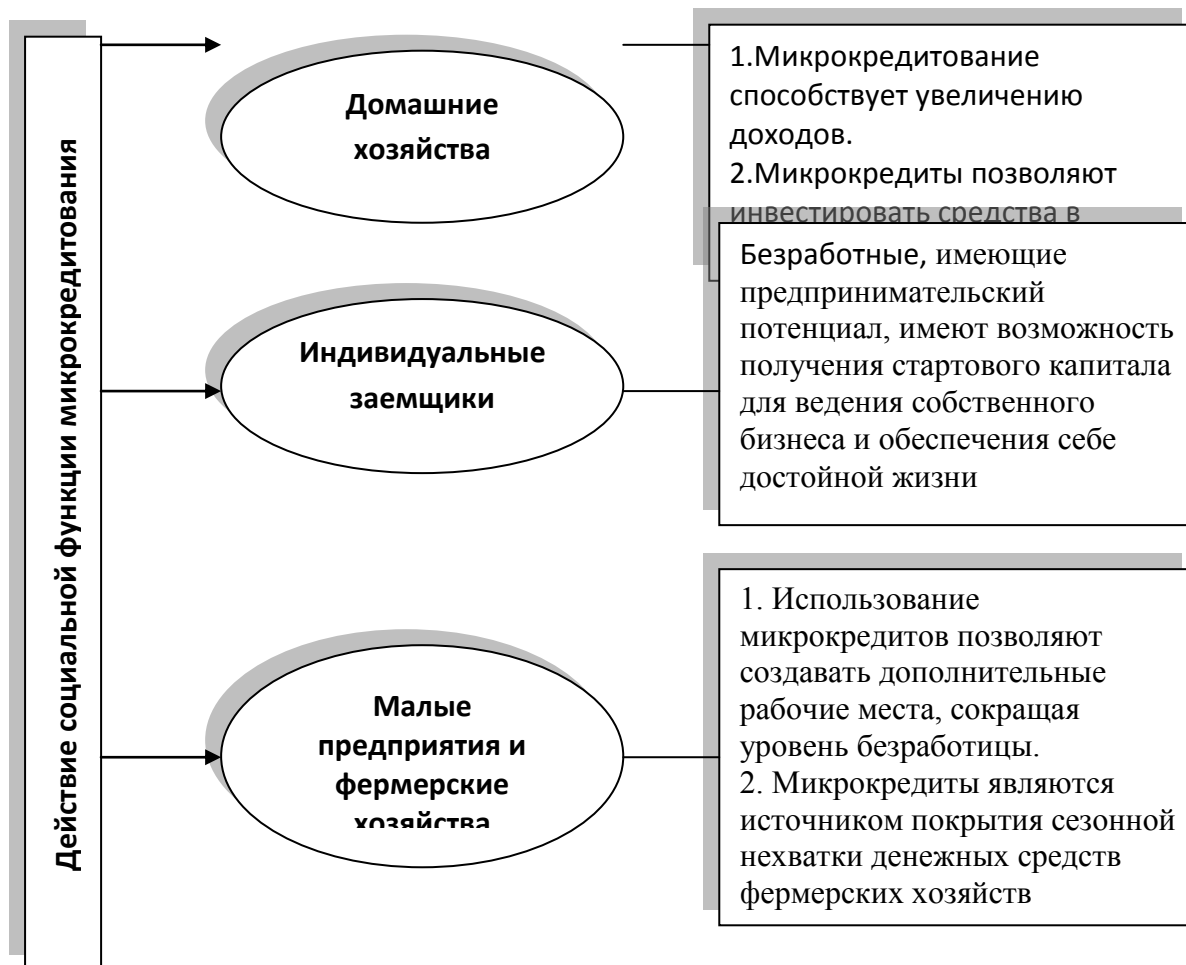 Действие социальной функции микрокредитования
Домашние
хозяйства
1.Микрокредитование
способствует увеличению
доходов.
2.Микрокредиты позволяют
инвестировать средства в
Индивидуальные
заемщики
Безработные, имеющие
предпринимательский
потенциал, имеют возможность
получения стартового капитала
для ведения собственного
бизнеса и обеспечения себе
достойной жизни
Малые
предприятия и
фермерские
хозяйства
1. Использование
микрокредитов позволяют
создавать дополнительные
рабочие места, сокращая
уровень безработицы.
2. Микрокредиты являются
источником покрытия сезонной
нехватки денежных средств
фермерских хозяйств